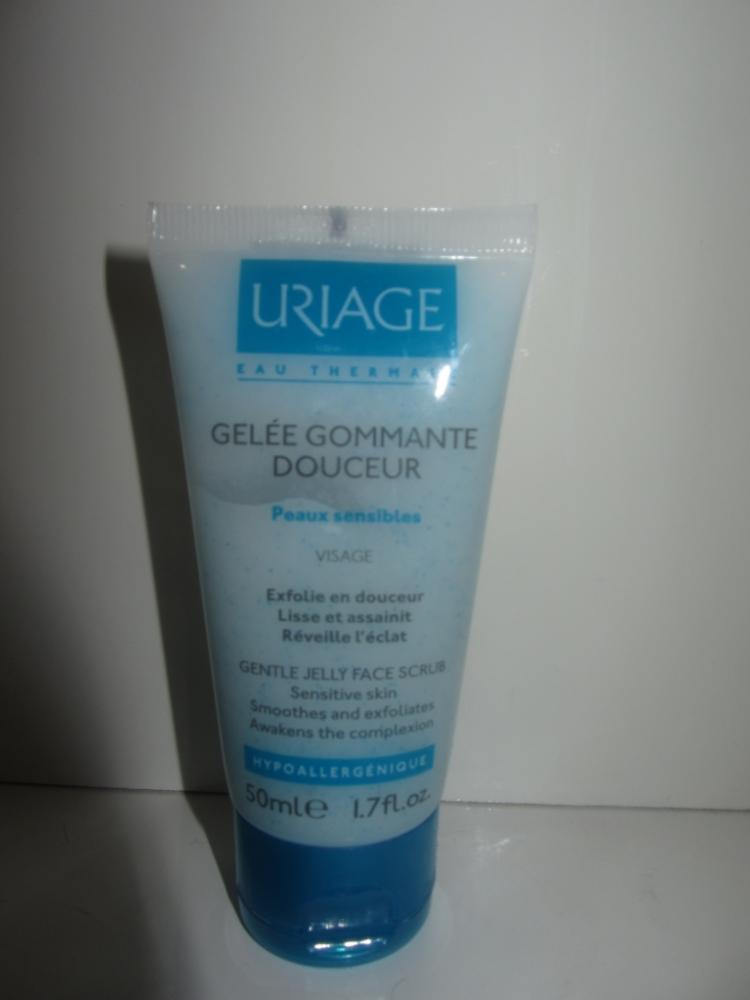 URIAGE
EAU THERMA
GELÉE GOMMANTE
DOUCEUR
Peaux sensibles
VISAGE
Exfolie en douceur
Lisse et assainit
Réveille l'éclat
GENTLE JELLY FACE SCRUB
Sensitive skin
Smoothes and exfoliates
Awakens the complexion
HYPOALLERGÉNIQUE
50ml℮ 1.7fl.oz.